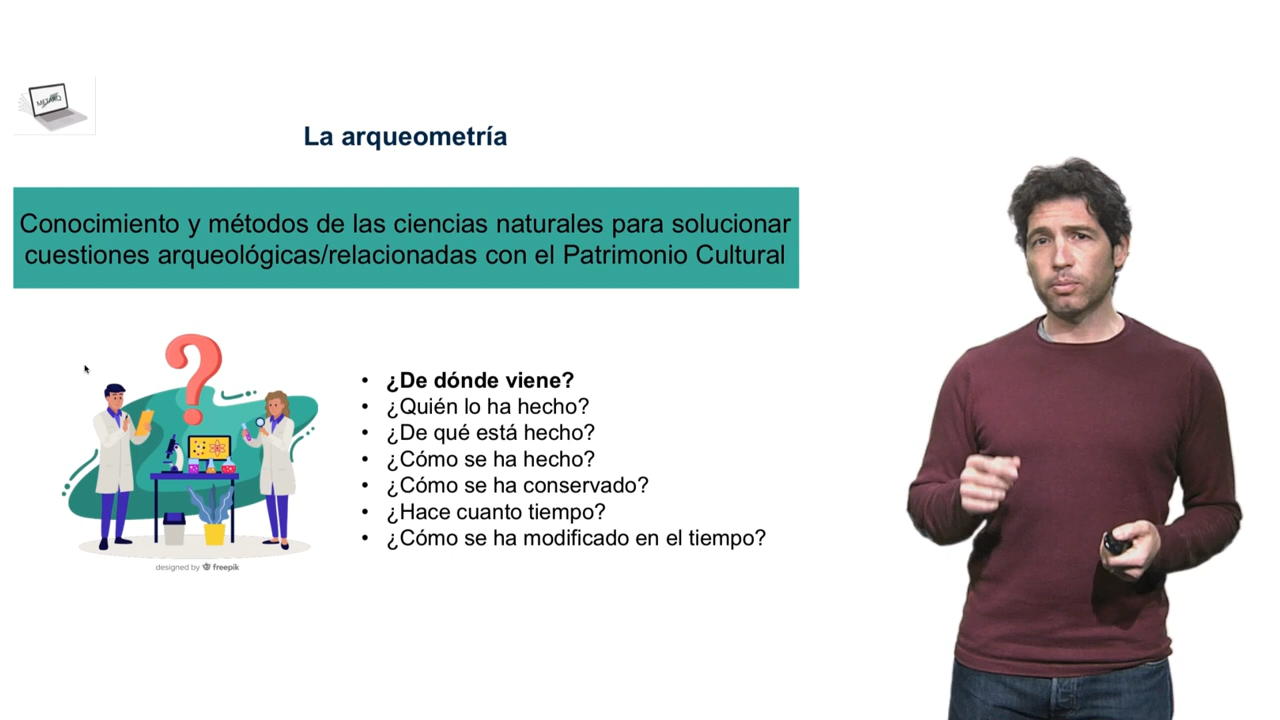 La arqueometría
Conocimiento y métodos de las ciencias naturales para solucionar
cuestiones arqueológicas/relacionadas con el Patrimonio Cultural
• ¿De dónde viene?
• ¿Quién lo ha hecho?
• ¿De qué está hecho?
• ¿Cómo se ha hecho?
• ¿Cómo se ha conservado?
• ¿Hace cuanto tiempo?
• ¿Cómo se ha modificado en el tiempo?
designed by freepik